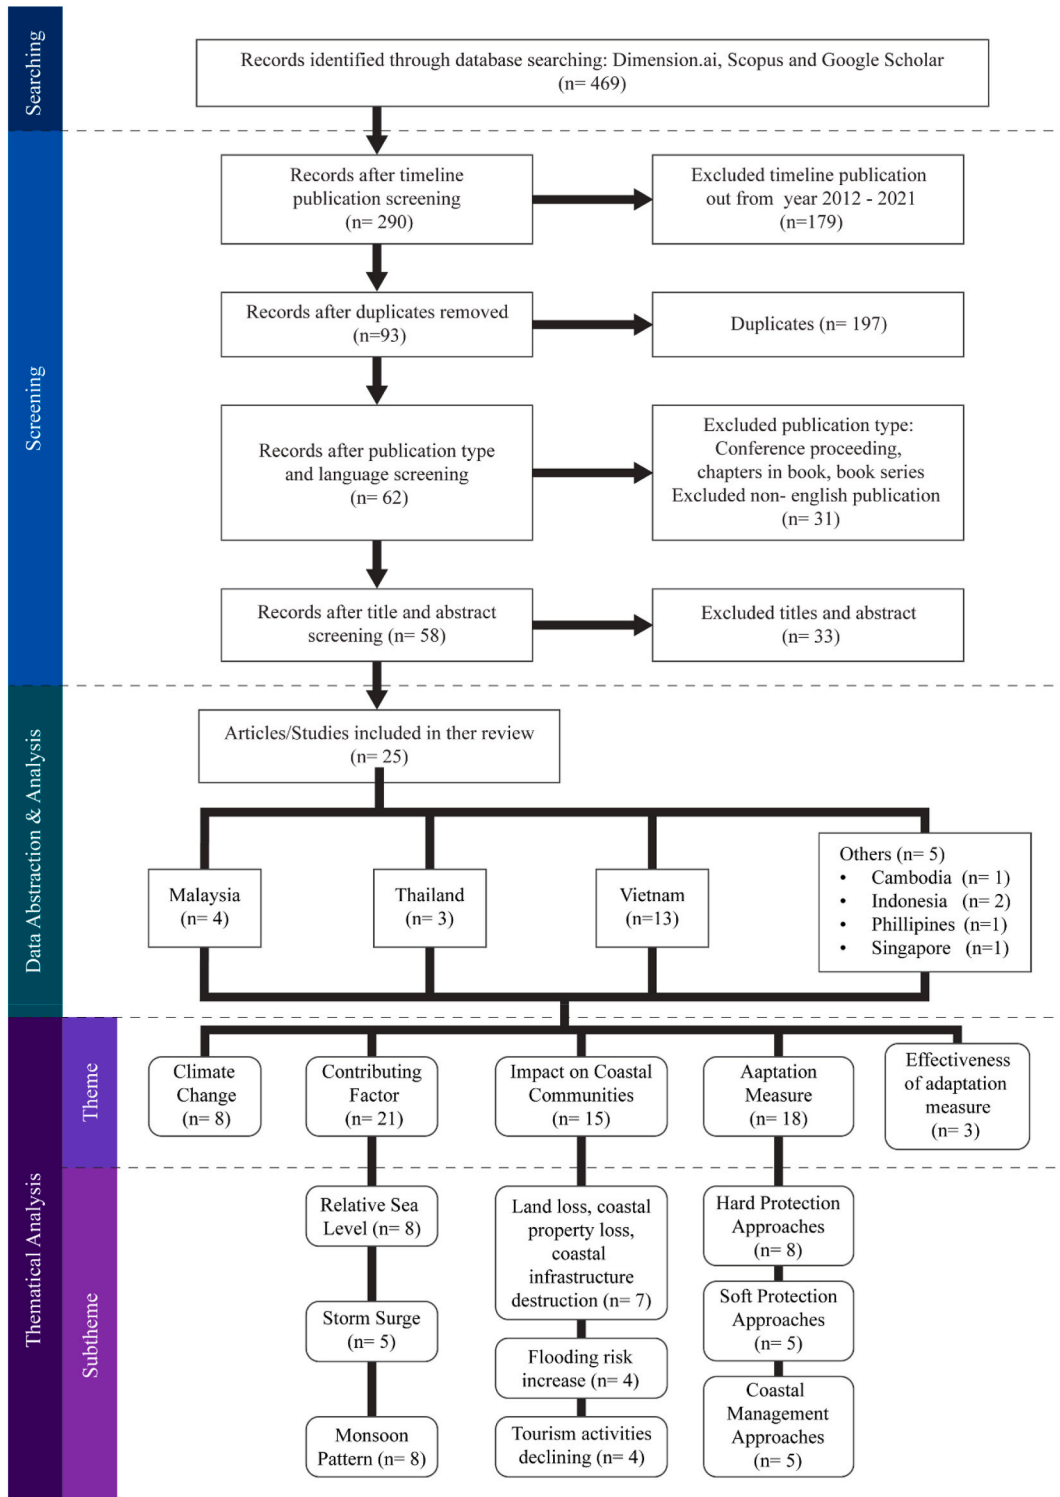 Searching
Records identified through database searching: Dimension.ai, Scopus and Google Scholar
(n= 469)
Screening
Records after timeline
publication screening
(n= 290)
Excluded timeline publication
out from year 2012 - 2021
(n=179)
Records after duplicates removed
(n=93)
Duplicates (n= 197)
Records after publication type
and language screening
(n= 62)
Excluded publication type:
Conference proceeding,
chapters in book, book series
Excluded non- english publication
(n= 31)
Records after title and abstract
screening (n= 58)
Excluded titles and abstract
(n= 33)
Data Abstraction & Analysis
Articles/Studies included in ther review
(n= 25)
Malaysia
(n= 4)
Thailand
(n= 3)
Vietnam
(n=13)
Others (n= 5)
• Cambodia (n= 1)
• Indonesia (n= 2)
• Phillipines (n=1)
• Singapore (n=1)
Thematical Analysis
Theme
Climate
Change
(n= 8)
Contributing
Factor
(n= 21)
Impact on Coastal
Communities
(n= 15)
Aaptation
Measure
(n= 18)
Effectiveness
of adaptation
measure
(n= 3)
Subtheme
Relative Sea
Level (n= 8)
Storm Surge
(n= 5)
Monsoon
Pattern (n= 8)
Land loss, coastal
property loss,
coastal
infrastructure
destruction (n= 7)
Flooding risk
increase (n= 4)
Tourism activities
declining (n= 4)
Hard Protection
Approaches
(n= 8)
Soft Protection
Approaches
(n= 5)
Coastal
Management
Approaches
(n= 5)